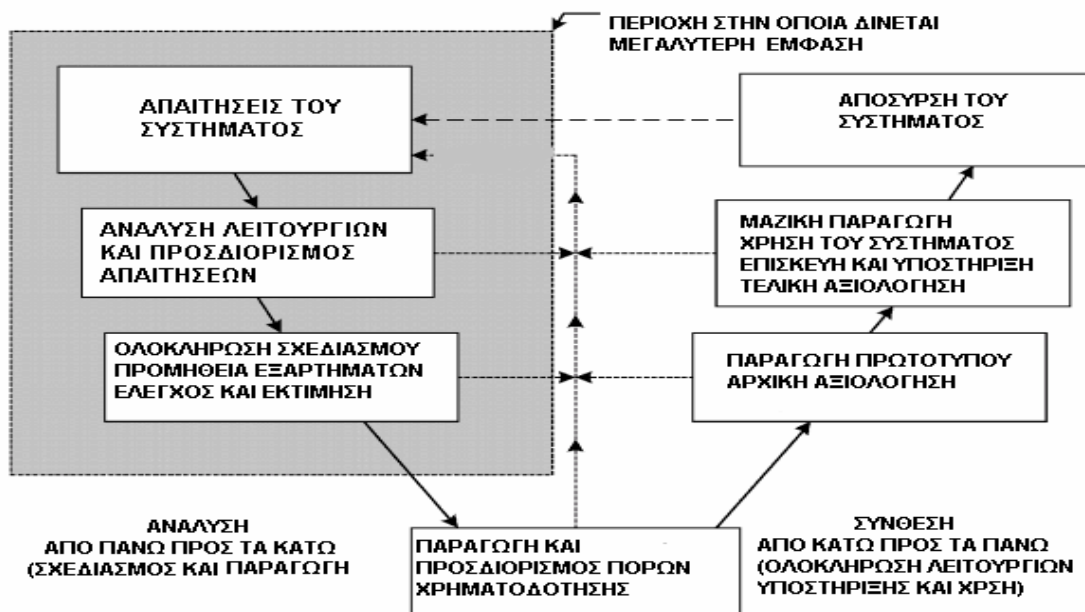 ΠΕΡΙΟΧΗ ΣΤΗΝ ΟΠΟΙΑ ΔΙΝΕΤΑΙ
ΜΕΓΑΛΥΤΕΡΗ ΕΜΦΑΣΗ
ΑΠΑΙΤΗΣΕΙΣ ΤΟΥ
ΣΥΣΤΗΜΑΤΟΣ
ΑΠΟΣΥΡΣΗ ΤΟΥ
ΣΥΣΤΗΜΑΤΟΣ
ΑΝΑΛΥΣΗ ΛΕΙΤΟΥΡΓΙΩΝ
ΚΑΙ ΠΡΟΣΔΙΟΡΙΣΜΟΣ
ΑΠΑΙΤΗΣΕΩΝ
ΜΑΖΙΚΗ ΠΑΡΑΓΩΓΗ
ΧΡΗΣΗ ΤΟΥ ΣΥΣΤΗΜΑΤΟΣ
ΕΠΙΣΚΕΥΗ ΚΑΙ ΥΠΟΣΤΗΡΙΞΗ
ΤΕΛΙΚΗ ΑΞΙΟΛΟΓΗΣΗ
ΟΛΟΚΛΗΡΩΣΗ ΣΧΕΔΙΑΣΜΟΥ
ΠΡΟΜΗΘΕΙΑ ΕΞΑΡΤΗΜΑΤΩΝ
ΕΛΕΓΧΟΣ ΚΑΙ ΕΚΤΙΜΗΣΗ
ΠΑΡΑΓΩΓΗ ΠΡΩΤΟΤΥΠΟΥ
ΑΡΧΙΚΗ ΑΞΙΟΛΟΓΗΣΗ
ΑΝΑΛΥΣΗ
ΑΠΟ ΠΑΝΩ ΠΡΟΣ ΤΑ ΚΑΤΩ
(ΣΧΕΔΙΑΣΜΟΣ ΚΑΙ ΠΑΡΑΓΩΓΗ
ΠΑΡΑΓΩΓΗ ΚΑΙ
ΠΡΟΣΔΙΟΡΙΣΜΟΣ ΠΟΡΩΝ
ΧΡΗΜΑΤΟΔΟΤΗΣΗΣ
ΣΥΝΘΕΣΗ
ΑΠΟ ΚΑΤΩ ΠΡΟΣ ΤΑ ΠΑΝΩ
(ΟΛΟΚΛΗΡΩΣΗ ΛΕΙΤΟΥΡΓΙΩΝ
ΥΠΟΣΤΗΡΙΞΗΣ ΚΑΙ ΧΡΣΗ)